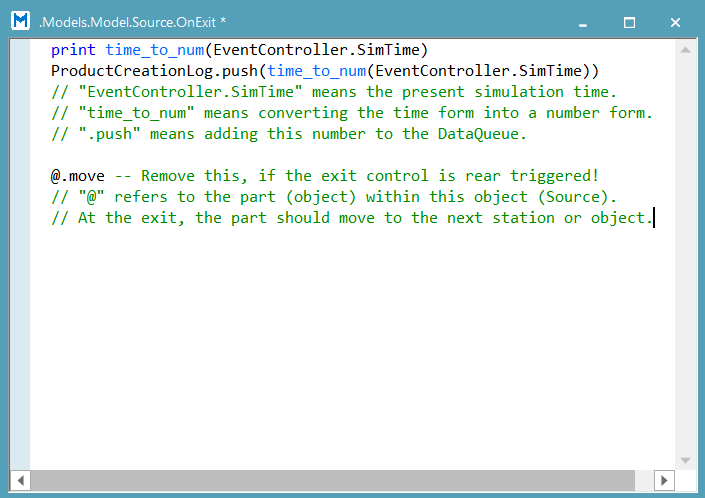 .Models.Model.Source.OnExit *
print time_to_num(EventController.SimTime)
ProductCreationLog.push(time_to_num(EventController.SimTime))
// "EventController.SimTime" means the present simulation time.
// "time_to_num" means converting the time form into a number form.
// ".push" means adding this number to the DataQueue.
@.move -- Remove this, if the exit control is rear triggered!
// "@" refers to the part (object) within this object (Source).
// At the exit, the part should move to the next station or object.